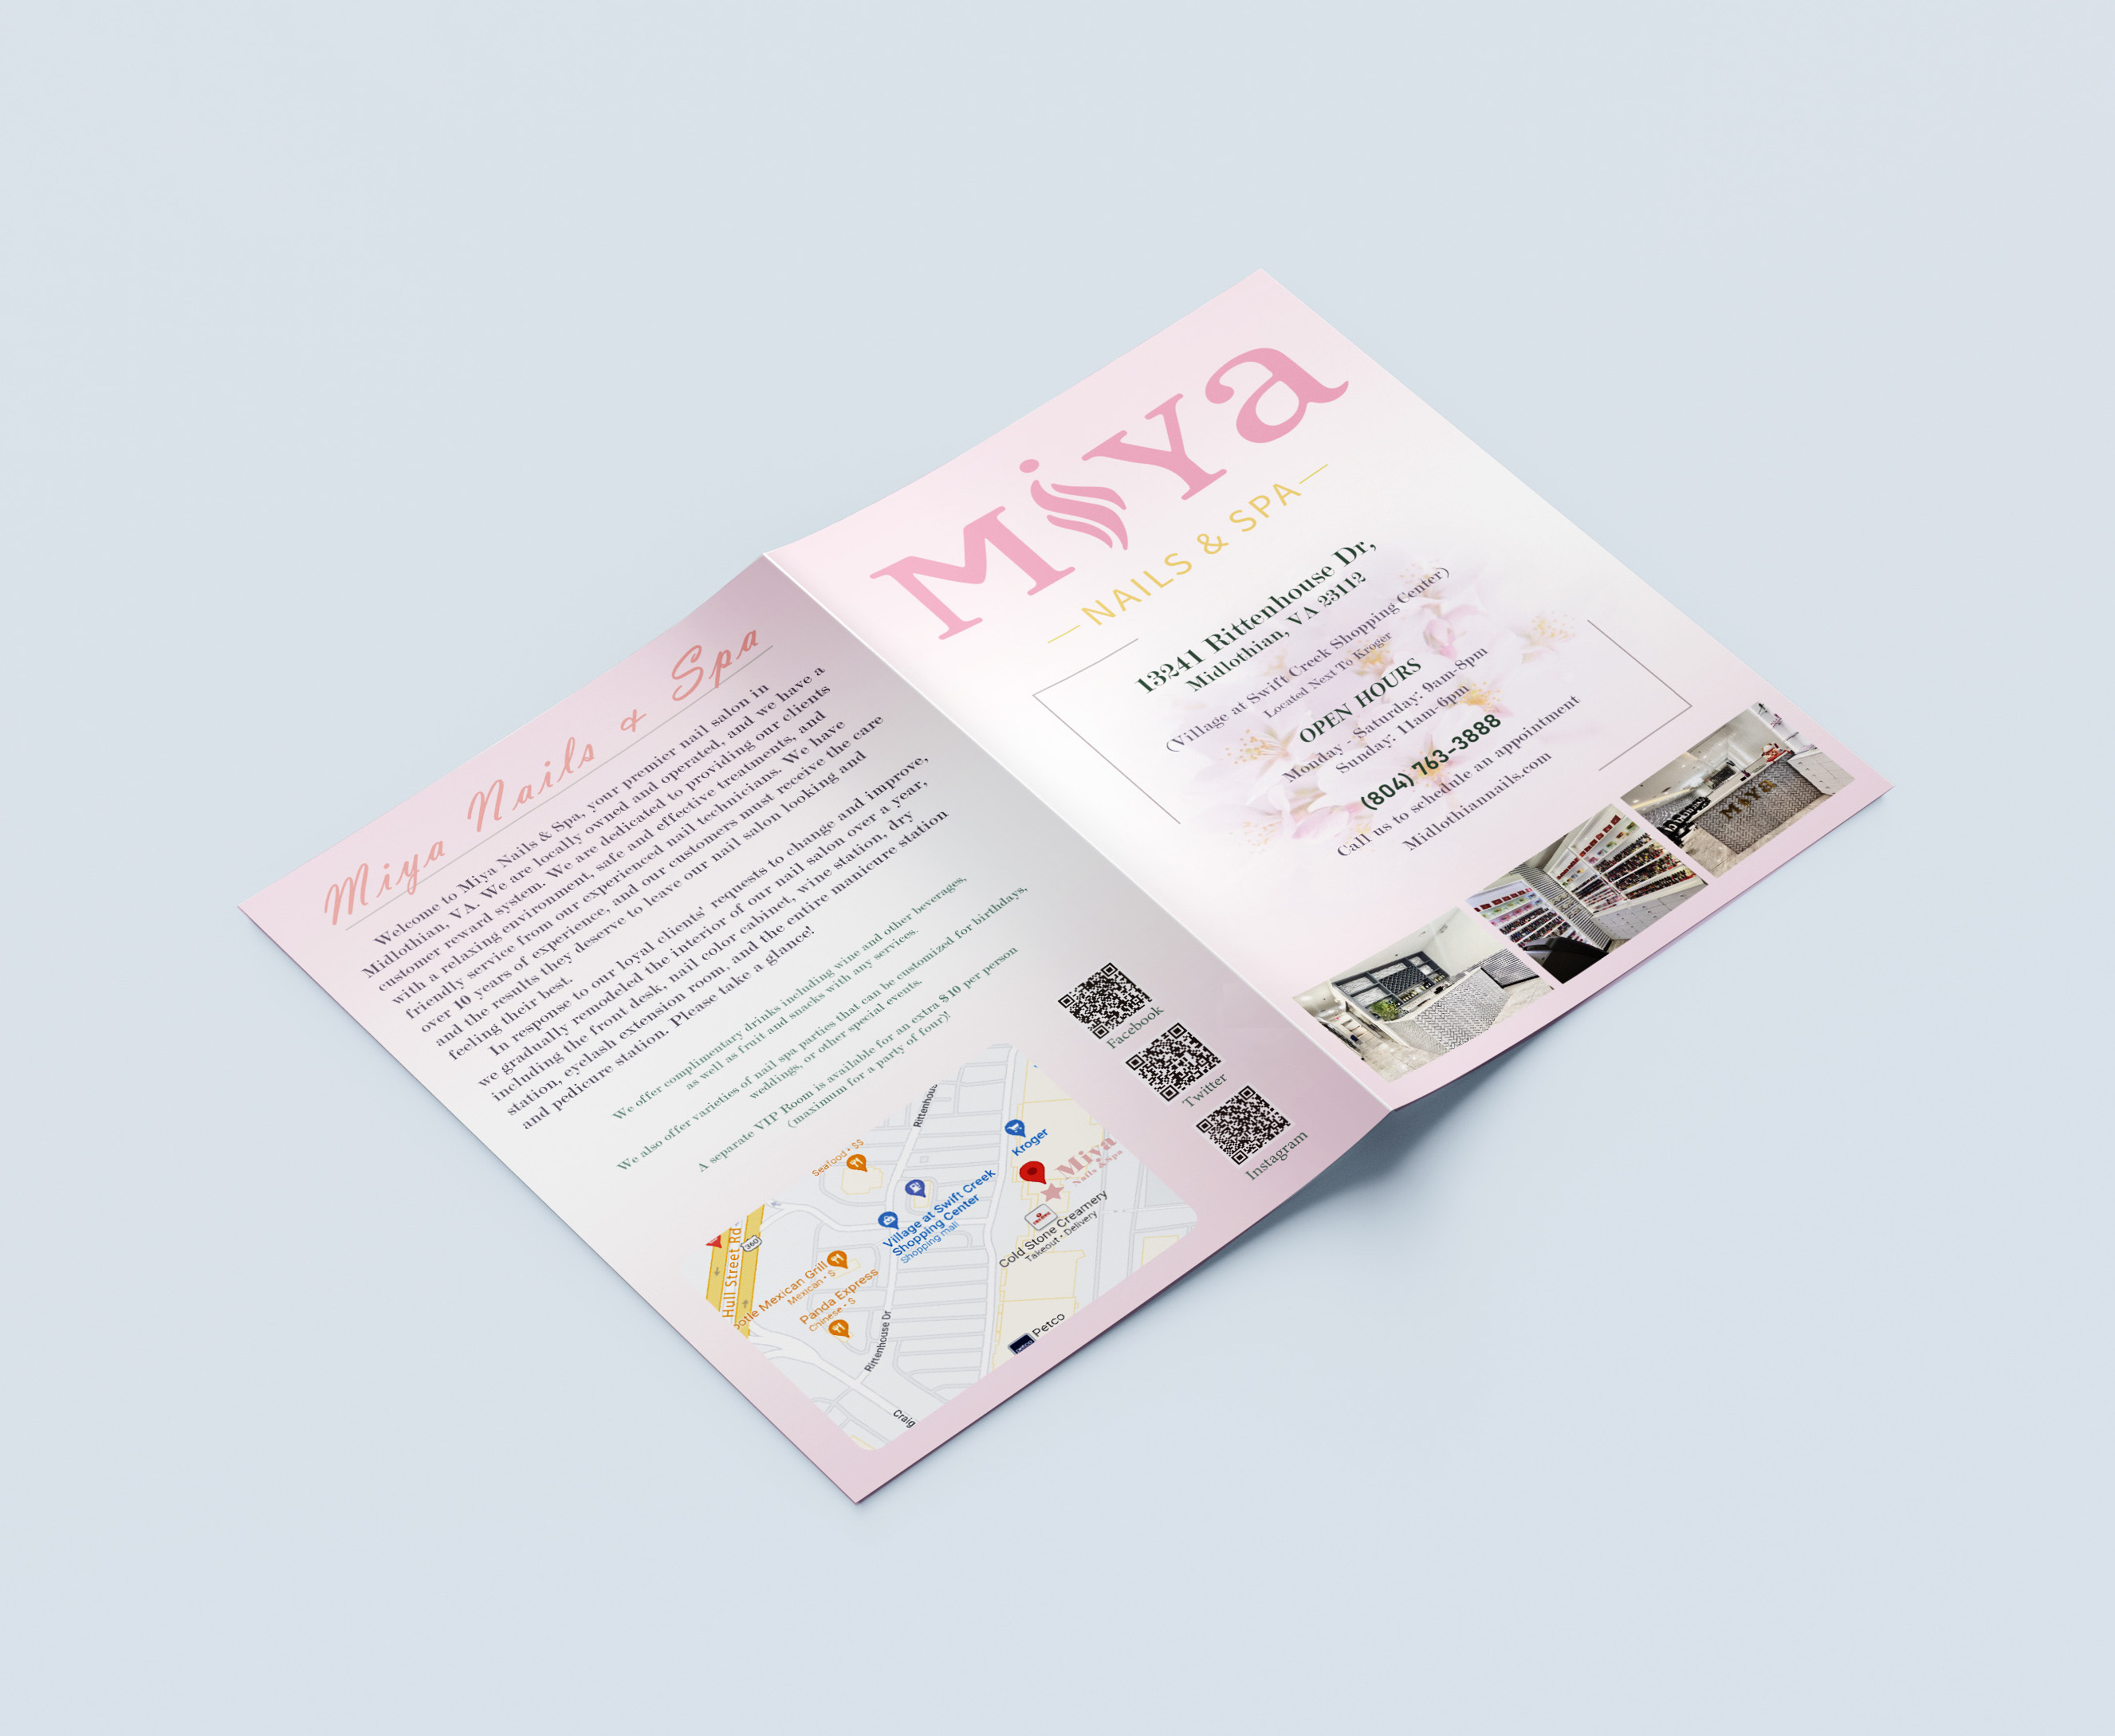 Miya Nails & Spa
Welcome to Miya Nails & Spa, your premier nail salon in
Midlothian, VA. We are locally owned and operated, and we have a
customer reward system. We are dedicated to providing our clients
with a relaxing environment, safe and effective treatments, and
friendly service from our experienced nail technicians. We have
over 10 years of experience, and our customers must receive the care
and the results they deserve to leave our nail salon looking and
feeling their best.
In response to our loyal clients' requests to change and improve,
we gradually remodeled the interior of our nail salon over a year,
including the front desk, nail color cabinet, wine station, dry
station, eyelash extension room, and the entire manicure station
and pedicure station. Please take a glance!
We offer complimentary drinks including wine and other beverages,
as well as fruit and snacks with any services.
We also offer varieties of nail spa parties that can be customized for birthdays,
weddings, or other special events.
A separate VIP Room is available for an extra $10 per person
(maximum for a party of four)!
Seafood · $$
Rittenhous
Kroger
Miya
Nails & Spa
Village at Swift Creek
Shopping Center
Shopping mall
Cold Stone Creamery
Takeout · Delivery
Hull Street Rd
360
otle Mexican Grill
Mexican · $
Panda Express
Chinese · $
Rittenhouse Dr
Petco
Craig
Facebook
Twitter
Instagram
Miya
NAILS & SPA
13241 Rittenhouse Dr,
Midlothian, VA 23112
(Village at Swift Creek Shopping Center)
Located Next To Kroger
OPEN HOURS
Monday - Saturday: 9am-8pm
Sunday: 11am-6pm
(804) 763-3888
Call us to schedule an appointment
Midlothiannails.com
Miya